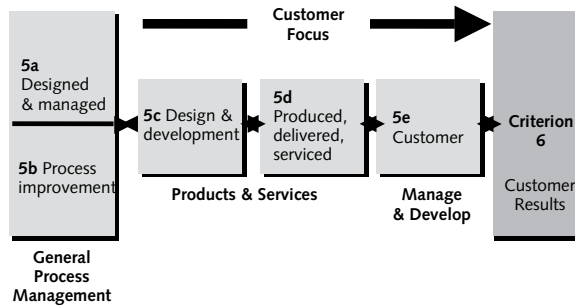 Customer
Focus
5a
Designed
& managed
5b Process
improvement
General
Process
Management
5c Design &
development
5d
Produced,
delivered,
serviced
Products & Services
5e
Customer
Manage
& Develop
Criterion
6
Customer
Results